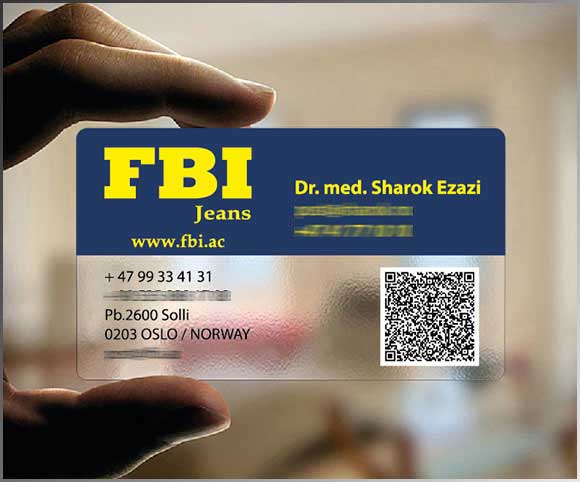 FBI
Jeans
www.fbi.ac
Dr. med. Sharok Ezazi
+ 47 99 33 41 31
Pb.2600 Solli
0203 OSLO / NORWAY